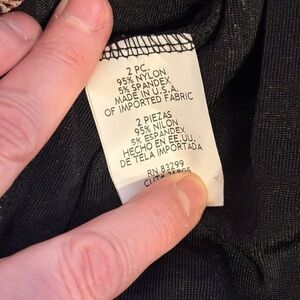 2 PC.
95% NYLON
5% SPANDEX
MADE IN U.S.A.
OF IMPORTED FABRIC
2 PIEZAS
95% NILON
5% ESPANDEX
HECHO EN EE.UU.
DE TELA IMPORTADA
RN 83299